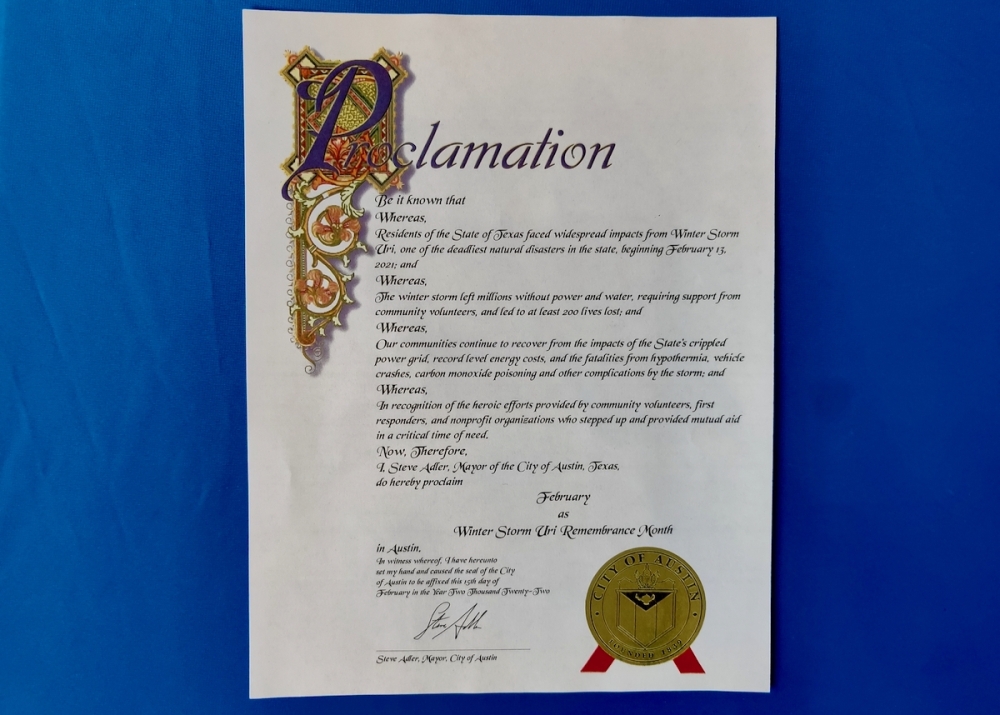 Proclamation
Be it known that
Whereas,
Residents of the State of Texas faced widespread impacts from Winter Storm
Uri, one of the deadliest natural disasters in the state, beginning February 13,
2021; and
Whereas,
The winter storm left millions without power and water, requiring support from
community volunteers, and led to at least 200 lives lost; and
Whereas,
Our communities continue to recover from the impacts of the State's crippled
power grid, record level energy costs, and the fatalities from hypothermia, vehicle
crashes, carbon monoxide poisoning and other complications by the storm; and
Whereas,
In recognition of the heroic efforts provided by community volunteers, first
responders, and nonprofit organizations who stepped up and provided mutual aid
in a critical time of need.
Now, Therefore,
I, Steve Adler, Mayor of the City of Austin, Texas,
do hereby proclaim
February
as
Winter Storm Uri Remembrance Month
in Austin.
In witness whereof, I have hereunto
set my hand and caused the seal of the City
of Austin to be affixed this 15th day of
February in the Year Two Thousand Twenty-Two
Steve Adler
Steve Adler, Mayor, City of Austin
CITY OF AUSTIN
FOUNDED 1839